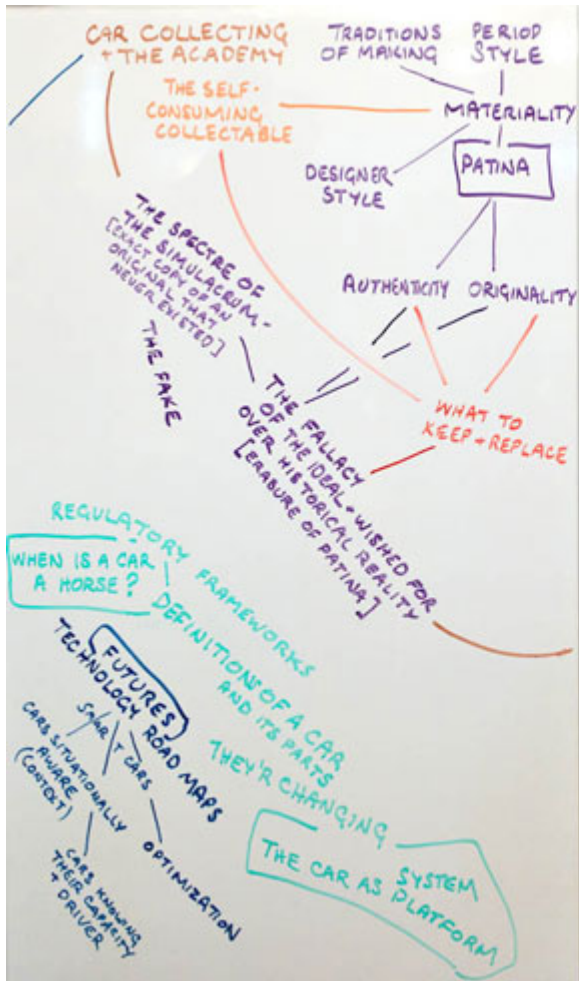 CAR COLLECTING
+ THE ACADEMY
TRADITIONS
OF MAKING
PERIOD
STYLE
THE SELF-
CONSUMING
COLLECTABLE
MATERIALITY
PATINA
DESIGNER
STYLE
THE SPECTRE OF
THE SIMULACRUM -
[EXACT COPY OF AN
ORIGINAL THAT
NEVER EXISTED]
THE FAKE
AUTHENTICITY
ORIGINALITY
THE FALLACY
OF THE IDEAL + WISHED FOR
OVER HISTORICAL REALITY
[ERASURE OF PATINA]
WHAT TO
KEEP + REPLACE
REGULATORY FRAMEWORKS
WHEN IS A CAR
A HORSE?
DEFINITIONS OF A CAR
AND ITS PARTS
THEY'R CHANGING
SYSTEM
THE CAR AS PLATFORM
FUTURES
TECHNOLOGY ROAD MAPS
SMART CARS
CARS SITUATIONALLY
AWARE
(CONTEXT)
CARS KNOWING
THEIR CAPACITY
+ DRIVER
OPTIMIZATION